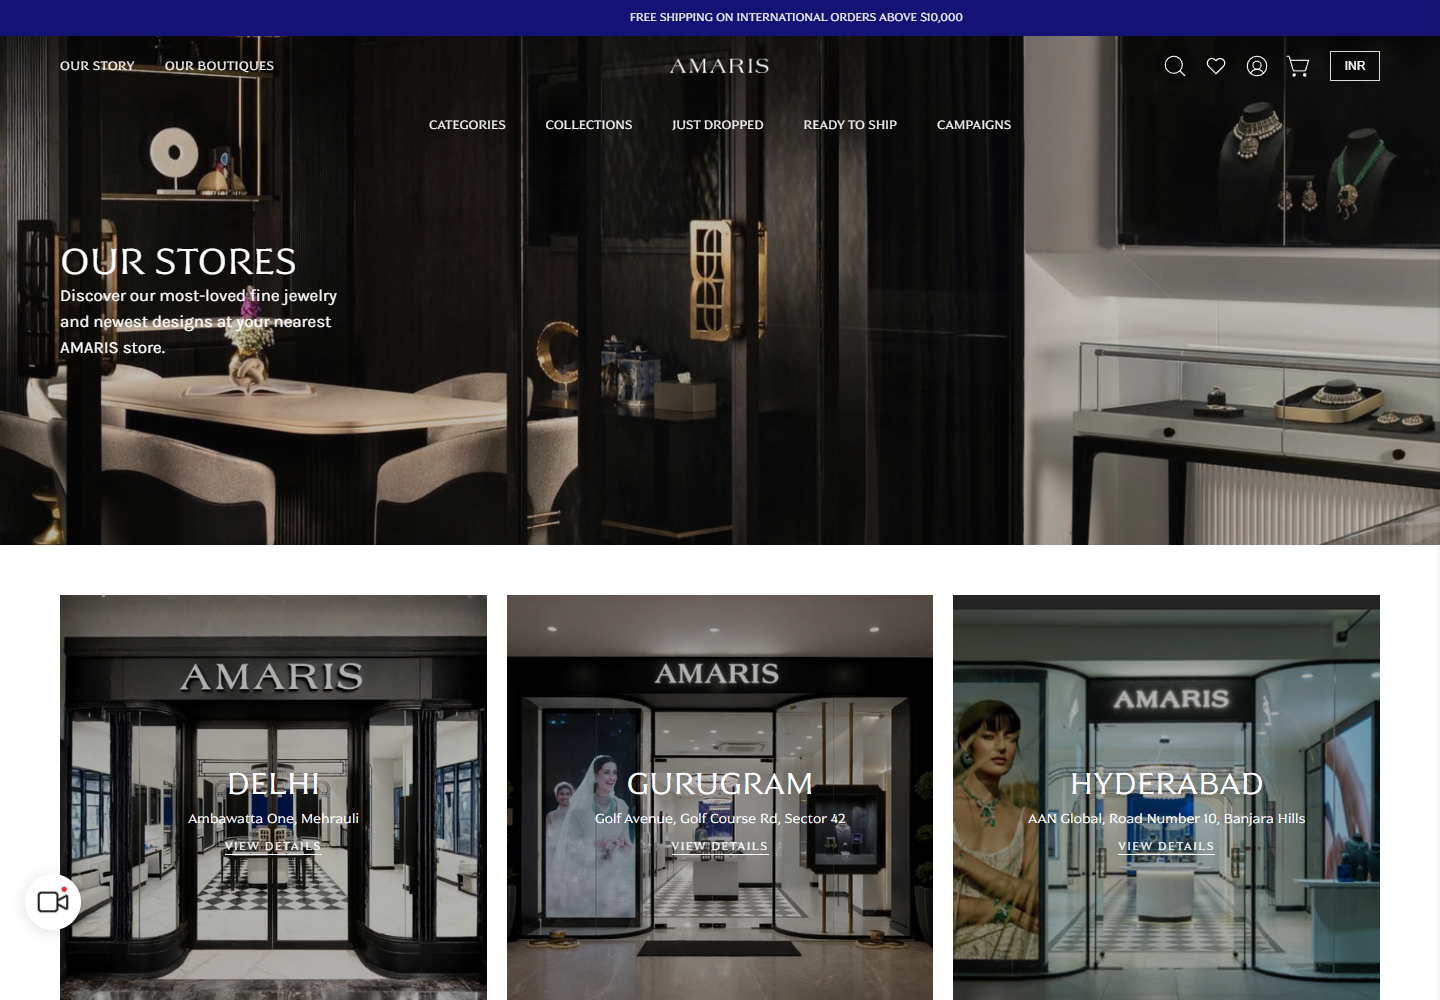 FREE SHIPPING ON INTERNATIONAL ORDERS ABOVE $10,000
OUR STORY OUR BOUTIQUES AMARIS INR
CATEGORIES COLLECTIONS JUST DROPPED READY TO SHIP CAMPAIGNS
OUR STORES
Discover our most-loved fine jewelry
and newest designs at your nearest
AMARIS store.
AMARIS
DELHI
Ambawatta One, Mehrauli
VIEW DETAILS
AMARIS
GURUGRAM
Golf Avenue, Golf Course Rd, Sector 42
VIEW DETAILS
AMARIS
HYDERABAD
AAN Global, Road Number 10, Banjara Hills
VIEW DETAILS